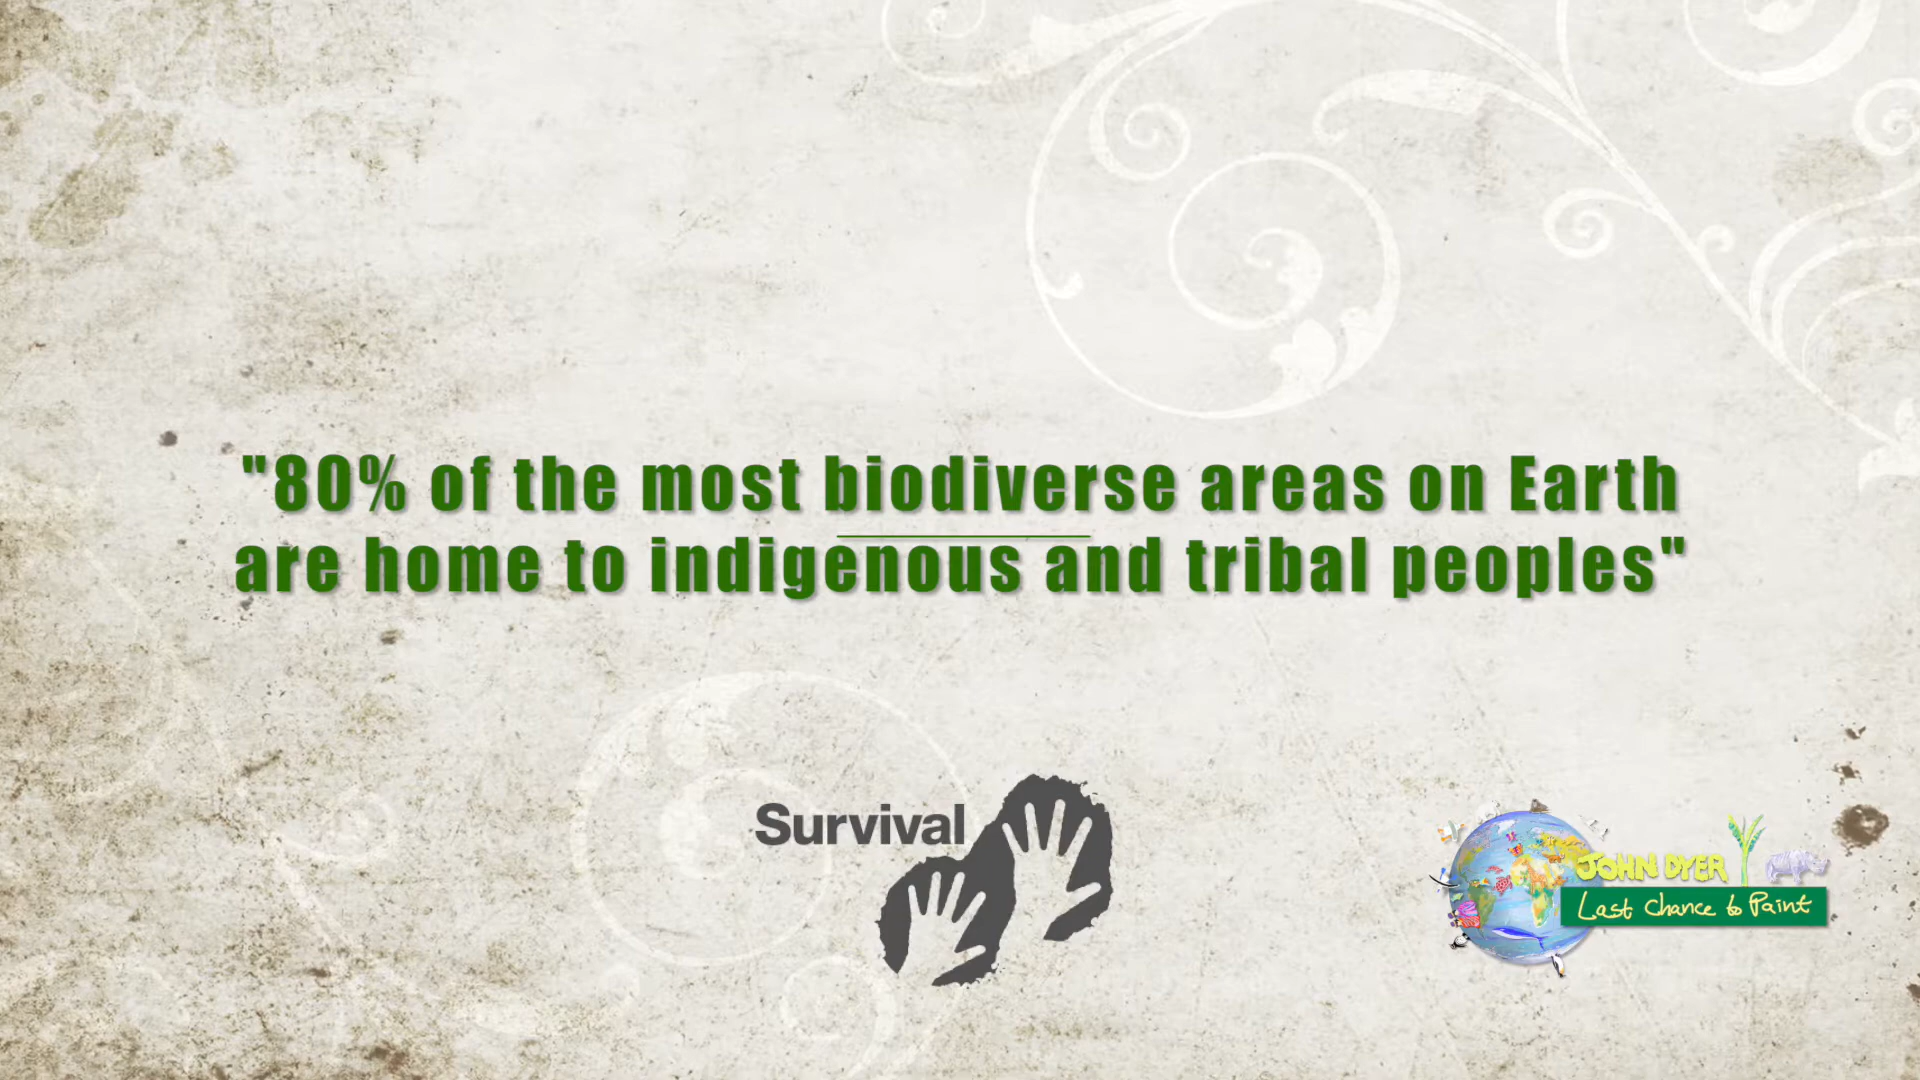 "80% of the most biodiverse areas on Earth
are home to indigenous and tribal peoples"
Survival
JOHN DYER
Last Chance to Paint